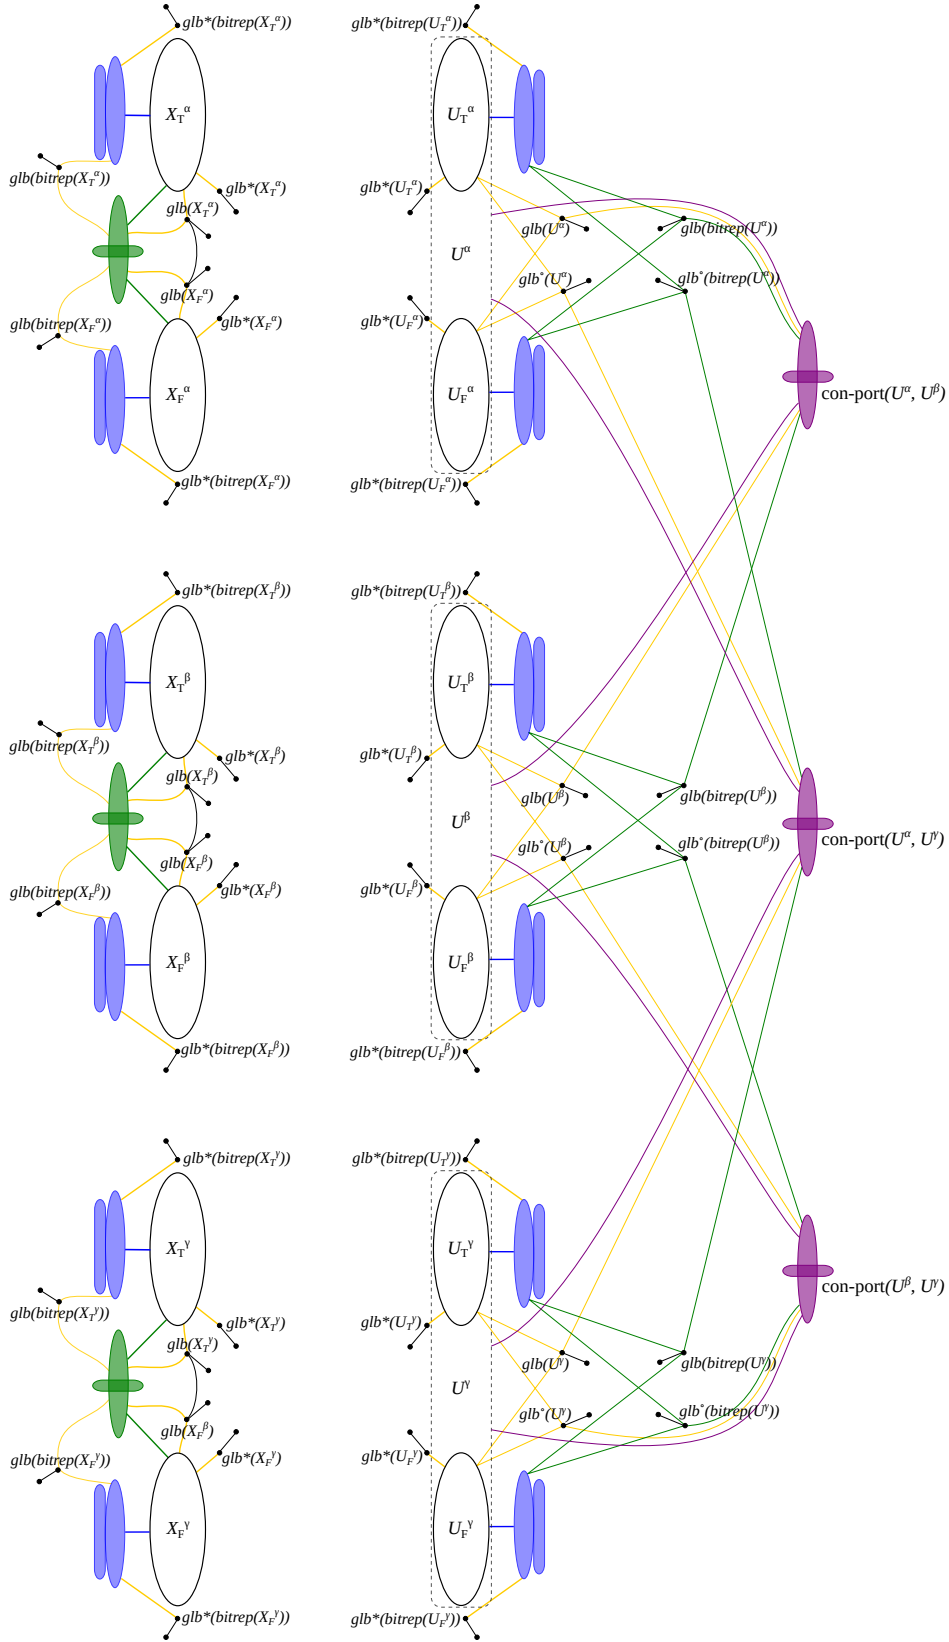 glb*(bitrep(X_T^α))
glb*(bitrep(U_T^α))
X_T^α
U_T^α
glb(bitrep(X_T^α))
glb*(X_T^α)
glb*(U_T^α)
glb(X_T^α)
glb(U^α)
glb(bitrep(U^α))
U^α
glb°(U^α)
glb°(bitrep(U^α))
glb(X_F^α)
glb(bitrep(X_F^α))
glb*(X_F^α)
glb*(U_F^α)
X_F^α
U_F^α
con-port(U^α, U^β)
glb*(bitrep(X_F^α))
glb*(bitrep(U_F^α))
glb*(bitrep(X_T^β))
glb*(bitrep(U_T^β))
X_T^β
U_T^β
glb(bitrep(X_T^β))
glb*(X_T^β)
glb*(U_T^β)
glb(X_T^β)
glb(U^β)
glb(bitrep(U^β))
U^β
glb°(U^β)
glb°(bitrep(U^β))
con-port(U^α, U^γ)
glb(X_F^β)
glb(bitrep(X_F^β))
glb*(X_F^β)
glb*(U_F^β)
X_F^β
U_F^β
glb*(bitrep(X_F^β))
glb*(bitrep(U_F^β))
glb*(bitrep(X_T^γ))
glb*(bitrep(U_T^γ))
X_T^γ
U_T^γ
con-port(U^β, U^γ)
glb(bitrep(X_T^γ))
glb*(X_T^γ)
glb*(U_T^γ)
glb(X_T^γ)
glb(U^γ)
glb(bitrep(U^γ))
U^γ
glb°(U^γ)
glb°(bitrep(U^γ))
glb(X_F^β)
glb(bitrep(X_F^γ))
glb*(X_F^γ)
glb*(U_F^γ)
X_F^γ
U_F^γ
glb*(bitrep(X_F^γ))
glb*(bitrep(U_F^γ))